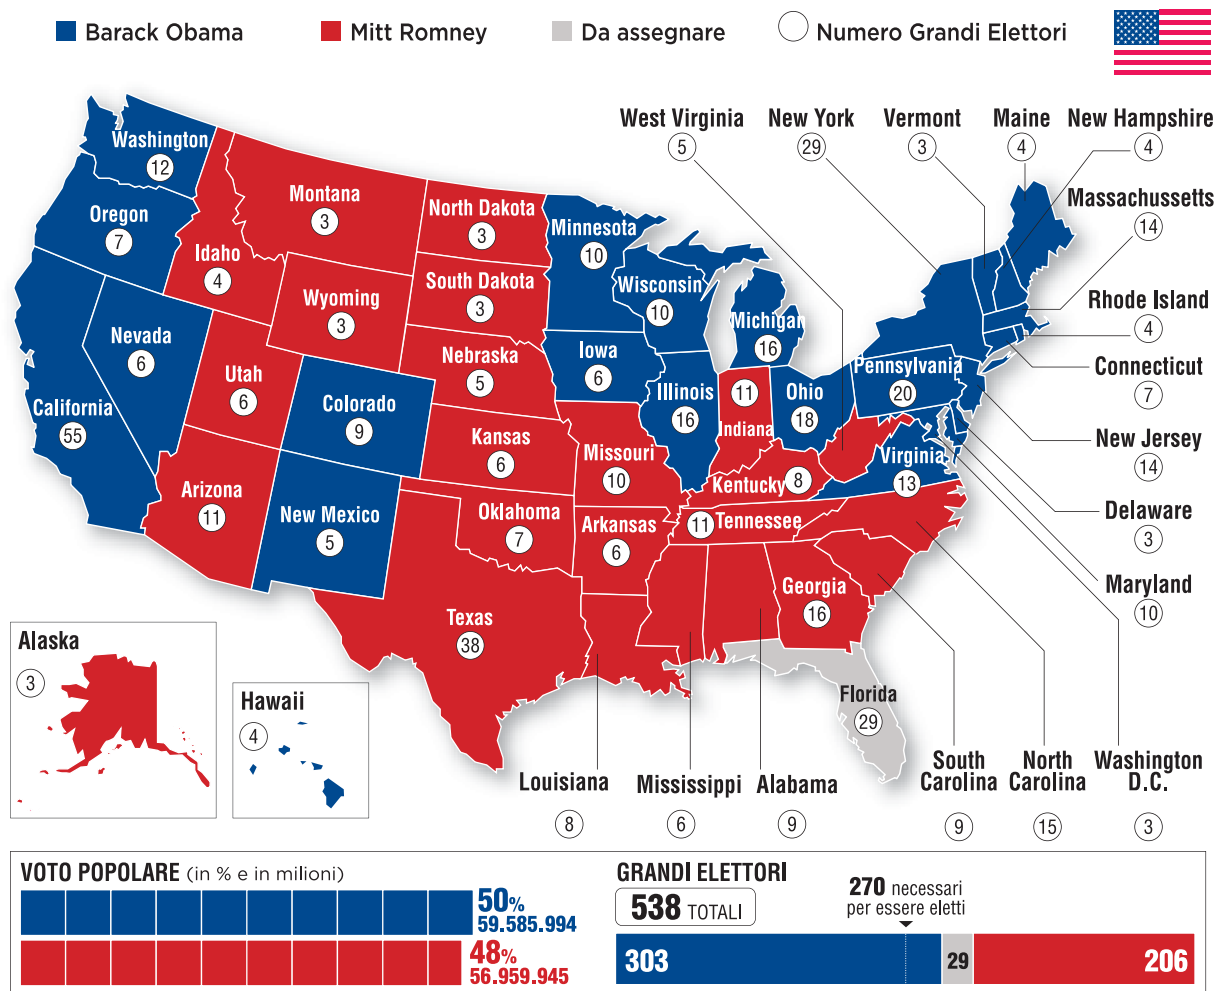 Barack Obama
Mitt Romney
Da assegnare
Numero Grandi Elettori
West Virginia
5
New York
29
Vermont
3
Maine
4
New Hampshire
4
Massachussetts
14
Rhode Island
4
Connecticut
7
New Jersey
14
Delaware
3
Maryland
10
Washington
D.C.
3
Washington
12
Oregon
7
California
55
Nevada
6
Idaho
4
Montana
3
Wyoming
3
Utah
6
Arizona
11
Colorado
9
New Mexico
5
North Dakota
3
South Dakota
3
Nebraska
5
Kansas
6
Oklahoma
7
Texas
38
Minnesota
10
Iowa
6
Missouri
10
Arkansas
6
Wisconsin
10
Illinois
16
Michigan
16
11
Indiana
Ohio
18
Pennsylvania
20
Kentucky 8
Virginia
13
11 Tennessee
Georgia
16
Florida
29
Alaska
3
Hawaii
4
Louisiana
8
Mississippi
6
Alabama
9
South
Carolina
9
North
Carolina
15
VOTO POPOLARE (in % e in milioni)
50%
59.585.994
48%
56.959.945
GRANDI ELETTORI
538 TOTALI
270 necessari
per essere eletti
303
29
206